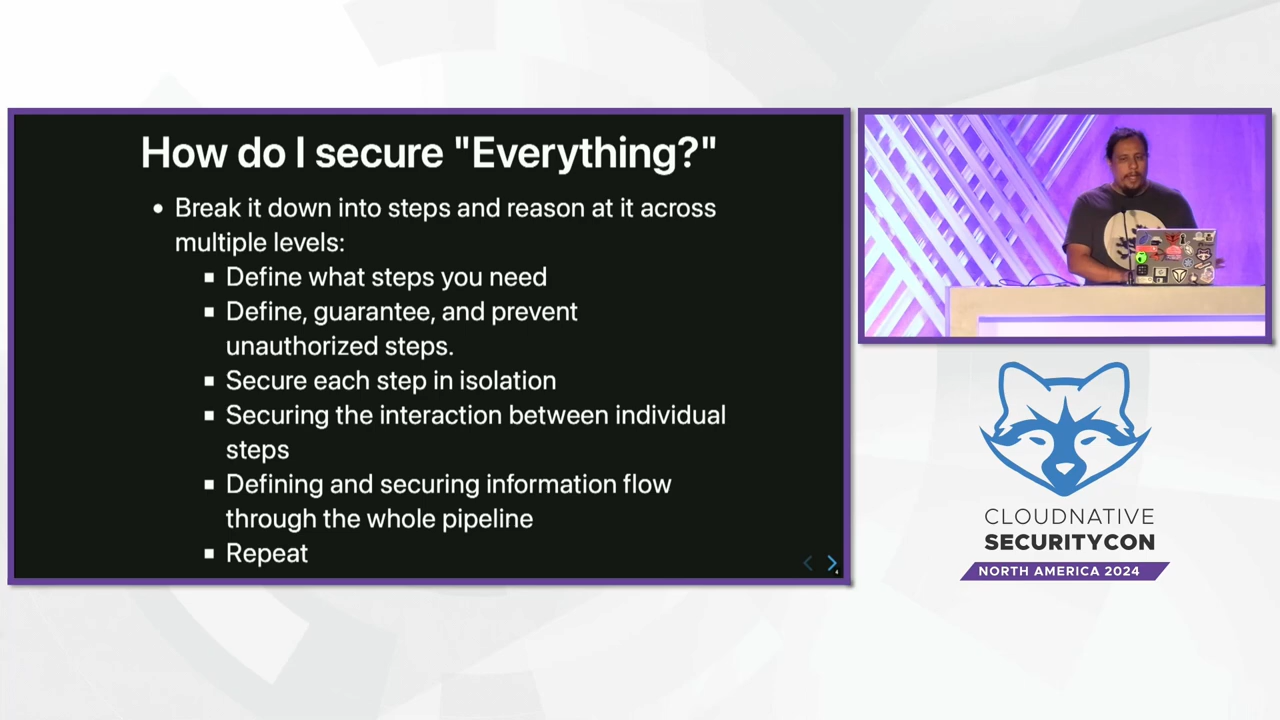 How do I secure "Everything?"
• Break it down into steps and reason at it across
multiple levels:
▪ Define what steps you need
▪ Define, guarantee, and prevent
unauthorized steps.
▪ Secure each step in isolation
▪ Securing the interaction between individual
steps
▪ Defining and securing information flow
through the whole pipeline
▪ Repeat
4
CLOUDNATIVE
SECURITYCON
NORTH AMERICA 2024